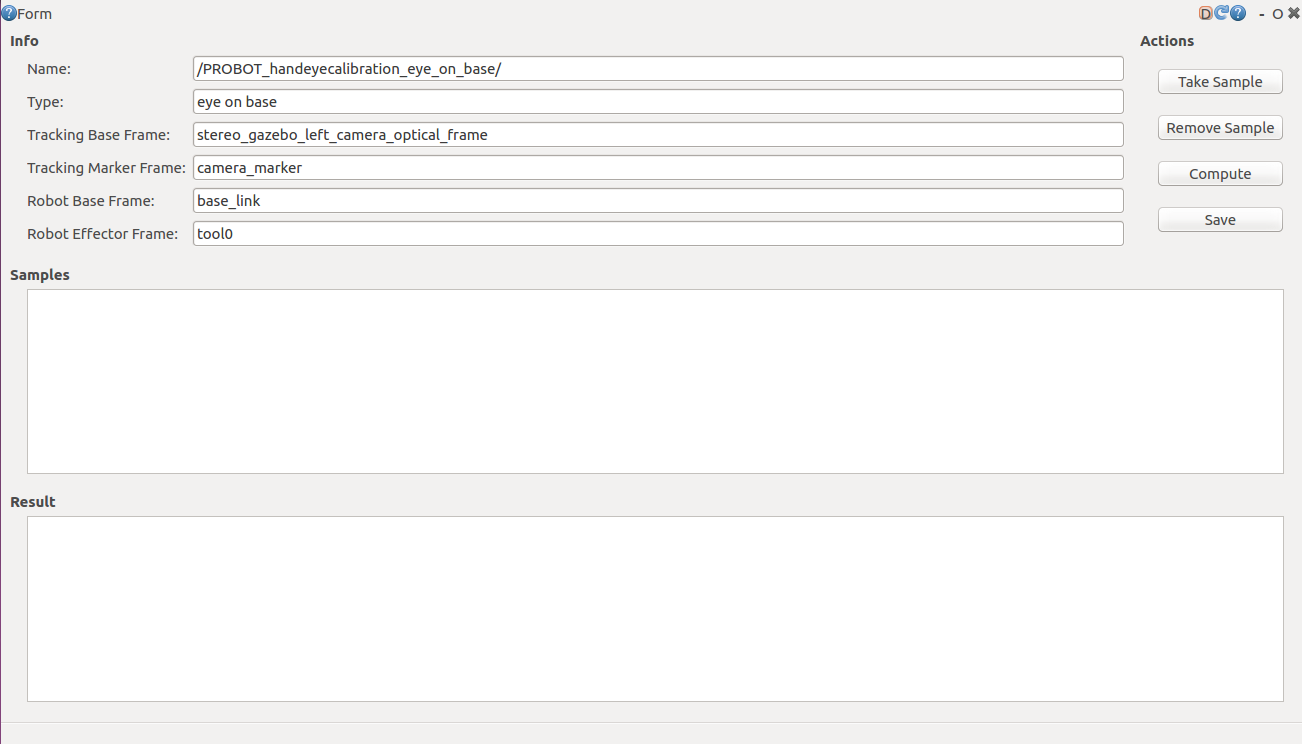 Form
Info
Name: /PROBOT_handeyecalibration_eye_on_base/
Type: eye on base
Tracking Base Frame: stereo_gazebo_left_camera_optical_frame
Tracking Marker Frame: camera_marker
Robot Base Frame: base_link
Robot Effector Frame: tool0
D ? - O
Actions
Take Sample
Remove Sample
Compute
Save
Samples
Result